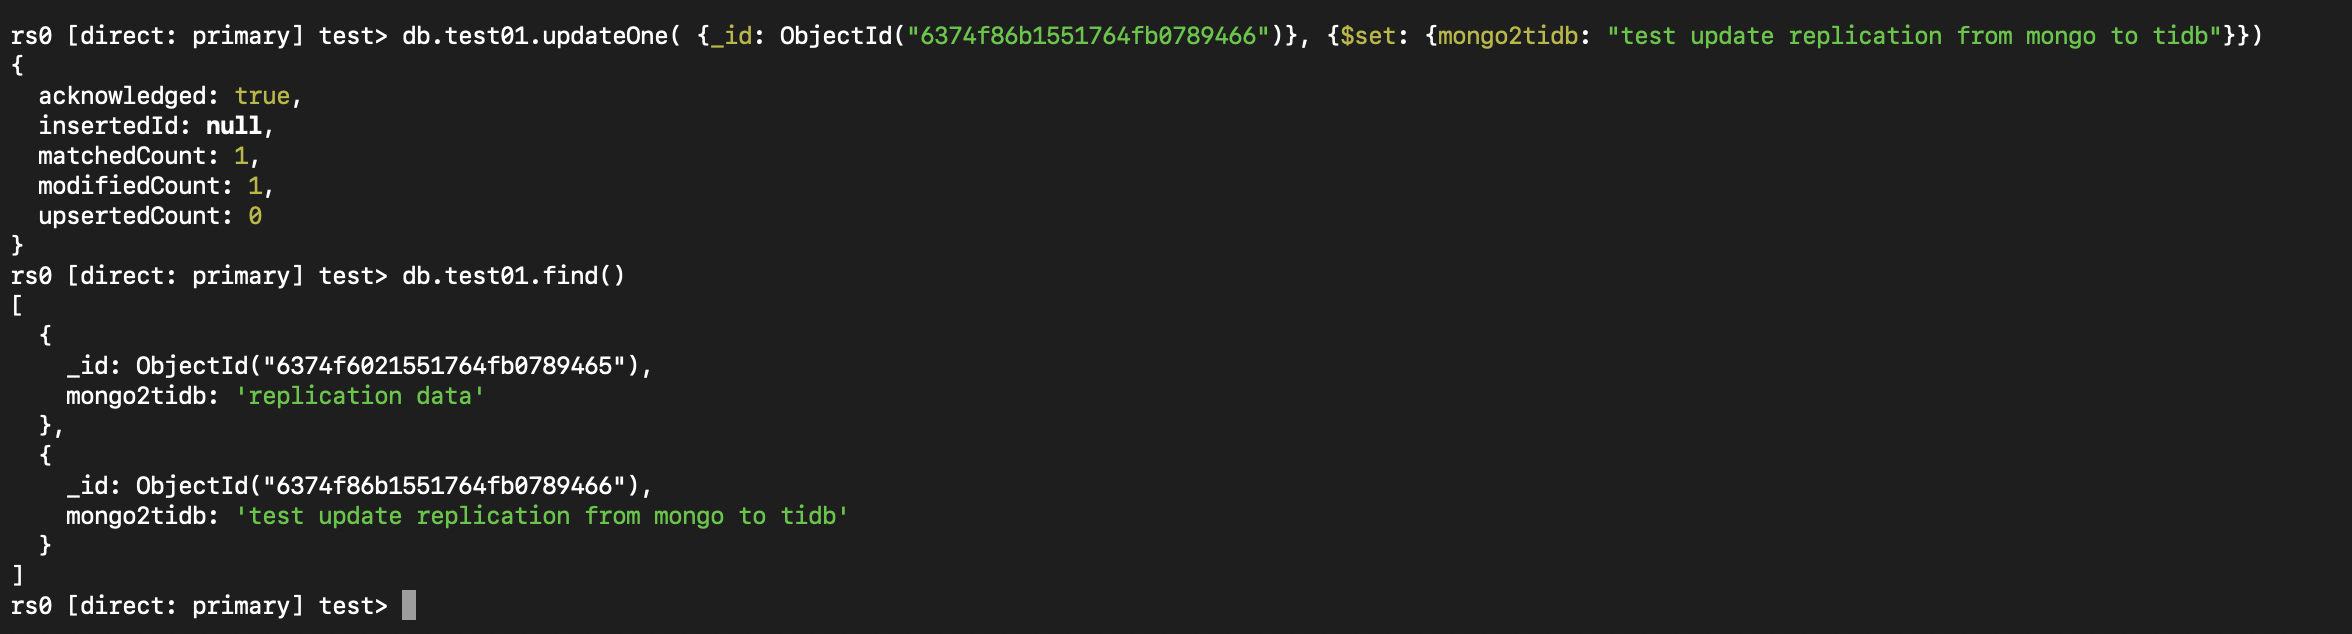 rs0 [direct: primary] test> db.test01.updateOne( {_id: ObjectId("6374f86b1551764fb0789466")}, {$set: {mongo2tidb: "test update replication from mongo to tidb"}})
{
  acknowledged: true,
  insertedId: null,
  matchedCount: 1,
  modifiedCount: 1,
  upsertedCount: 0
}
rs0 [direct: primary] test> db.test01.find()
[
  {
    _id: ObjectId("6374f6021551764fb0789465"),
    mongo2tidb: 'replication data'
  },
  {
    _id: ObjectId("6374f86b1551764fb0789466"),
    mongo2tidb: 'test update replication from mongo to tidb'
  }
]
rs0 [direct: primary] test>